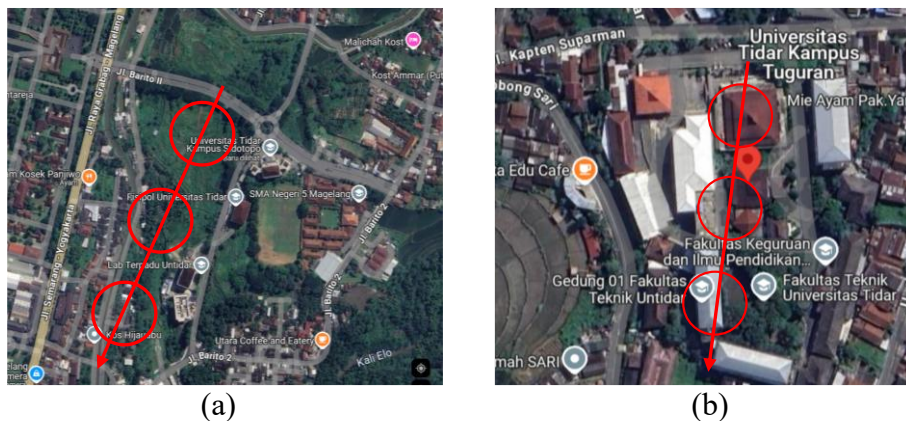 Malichah Kost
Kost Ammar (Put
Jl. Barito II
Jl. Raya Grabag - Magelang
Universitas Tidar
Kampus Sidotopo
SMA Negeri 5 Magelang
Fisipol Universitas Tidar
Lab Terpadu Untidar
Jl. Semarang - Yogyakarta
Jl. Barito 2
Utara Coffee and Eatery
Jl. Barito 2
Kali Elo
(a)
Universitas
Tidar Kampus
Tuguran
Jl. Kapten Suparman
Mie Ayam Pak.Yan
ta Edu Cafe
Fakultas Keguruan
dan Ilmu Pendidikan...
Gedung 01 Fakultas
Teknik Untidar
Fakultas Teknik
Universitas Tidar
mah SARI
(b)